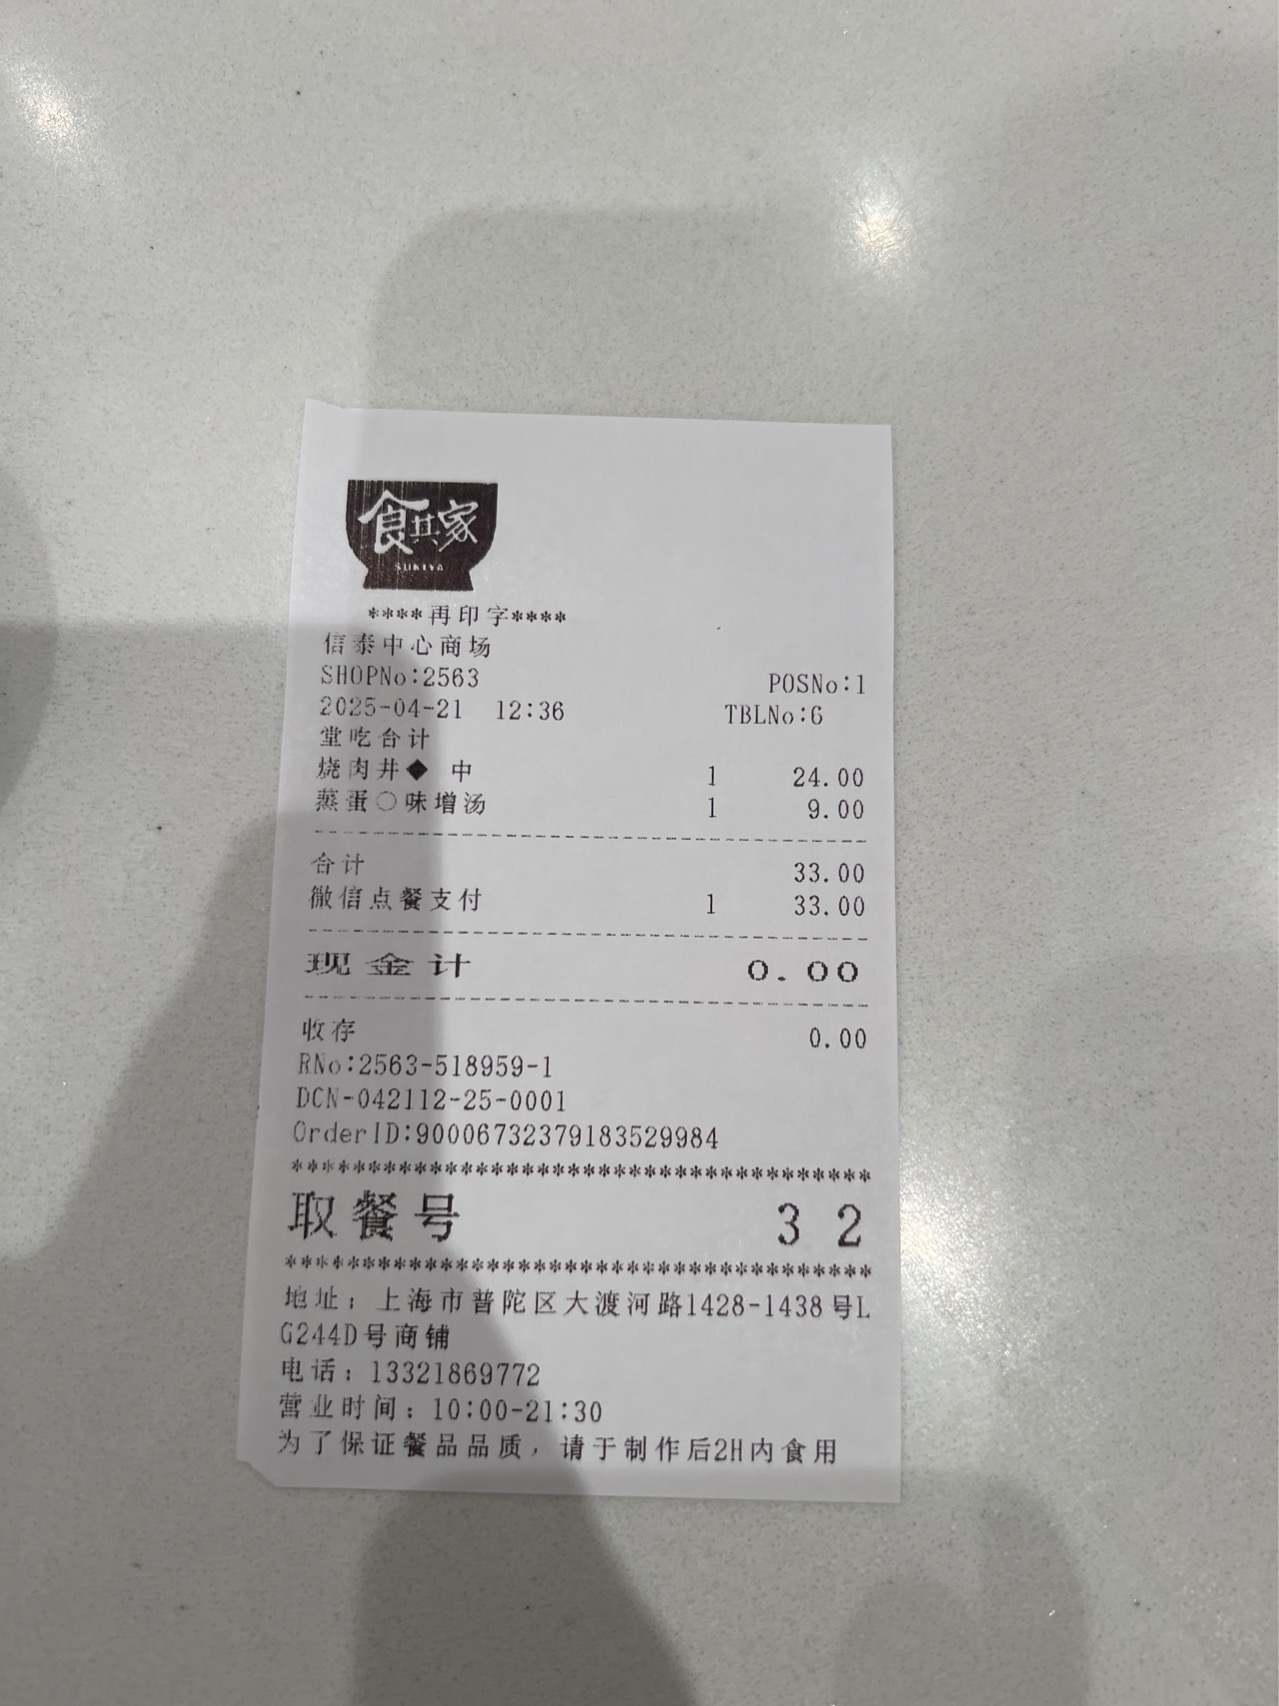 食其家
SUKIYA
****再印字****
信泰中心商场
SHOPNo:2563 POSNo:1
2025-04-21 12:36 TBLNo:6
堂吃合计
烧肉井◆ 中 1 24.00
蒸蛋○味增汤 1 9.00
合计 33.00
微信点餐支付 1 33.00
现金计 0.00
收存 0.00
RNo:2563-518959-1
DCN-042112-25-0001
OrderID:90006732379183529984
**************************************
取餐号 32
**************************************
地址：上海市普陀区大渡河路1428-1438号L
G244D号商铺
电话：13321869772
营业时间：10:00-21:30
为了保证餐品品质，请于制作后2H内食用